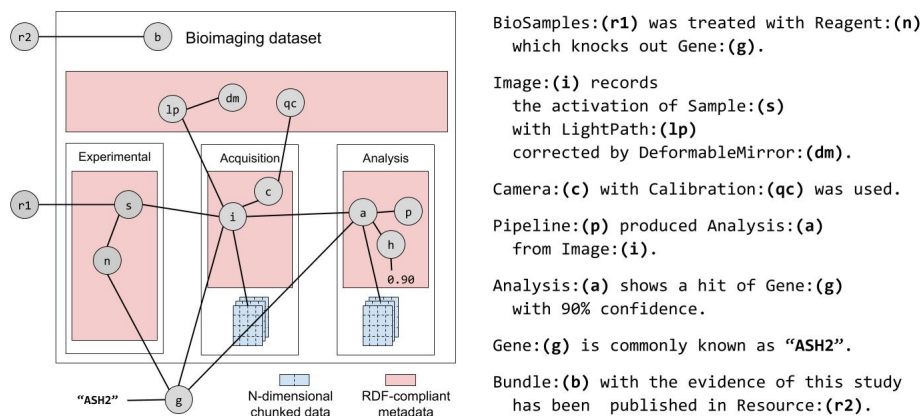 r2
b
Bioimaging dataset
lp
dm
qc
Experimental
Acquisition
Analysis
r1
s
c
i
a
p
n
h
0.90
“ASH2”
g
N-dimensional
chunked data
RDF-compliant
metadata
BioSamples:(r1) was treated with Reagent:(n)
which knocks out Gene:(g).
Image:(i) records
the activation of Sample:(s)
with LightPath:(lp)
corrected by DeformableMirror:(dm).
Camera:(c) with Calibration:(qc) was used.
Pipeline:(p) produced Analysis:(a)
from Image:(i).
Analysis:(a) shows a hit of Gene:(g)
with 90% confidence.
Gene:(g) is commonly known as “ASH2”.
Bundle:(b) with the evidence of this study
has been published in Resource:(r2).